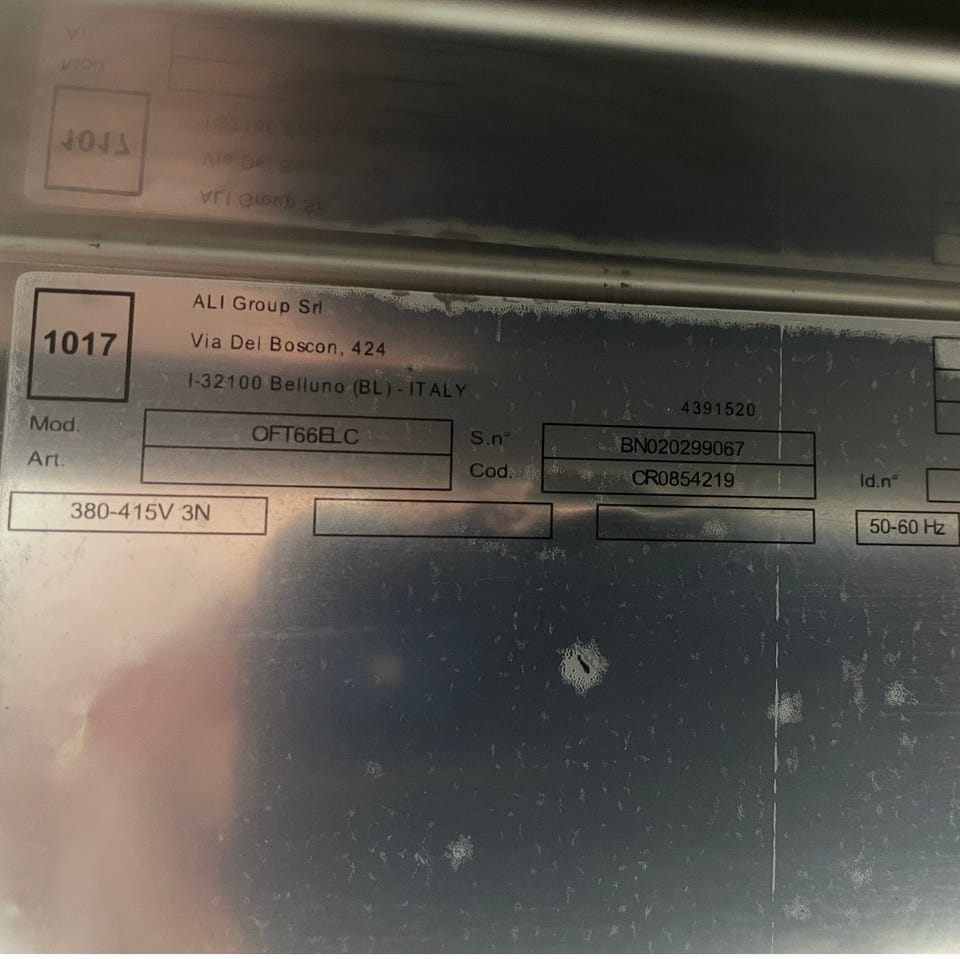 1017
ALI Group Srl
Via Del Boscon, 424
I-32100 Belluno (BL) - ITALY
4391520
Mod. OFT66ELC S.n° BN020299067
Art. Cod. CR0854219 Id.n°
380-415V 3N 50-60 Hz